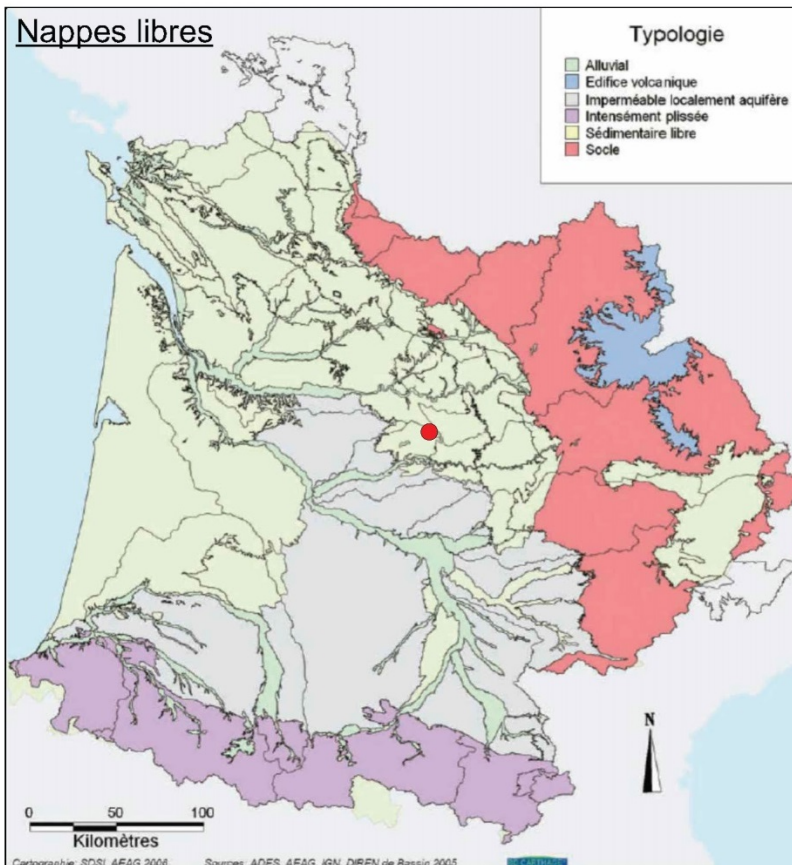 Nappes libres
Typologie
Alluvial
Edifice volcanique
Imperméable localement aquifère
Intensément plissée
Sédimentaire libre
Socle
N
0 50 100
Kilomètres
Cartographie: SDSI, AEAG 2006 Sources: ADES, AEAG, IGN, DIREN de Bassin 2005